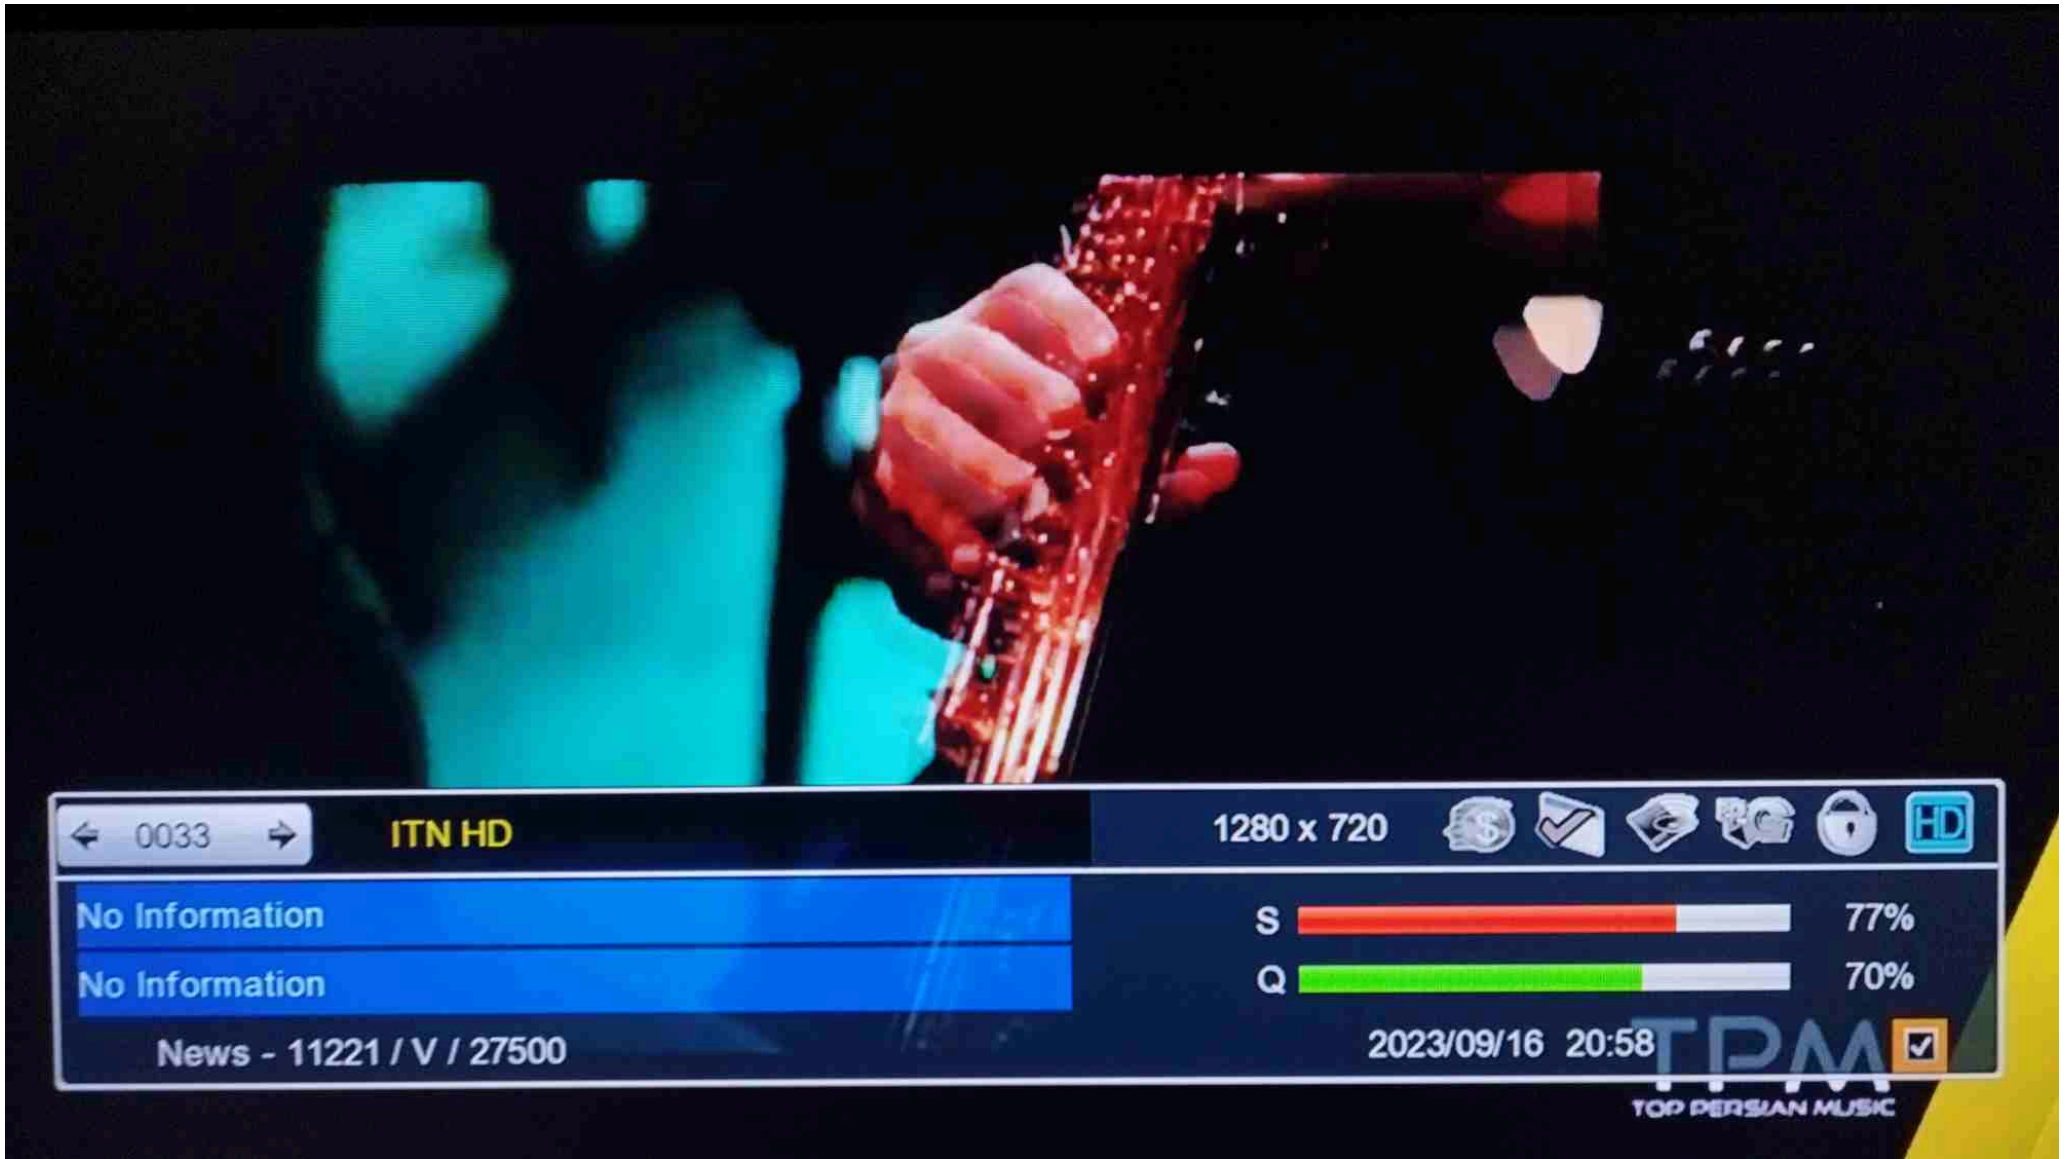 0033
ITN HD
1280 x 720
$
HD
No Information
S 77%
No Information
Q 70%
News - 11221 / V / 27500
2023/09/16 20:58
TPM
TOP PERSIAN MUSIC